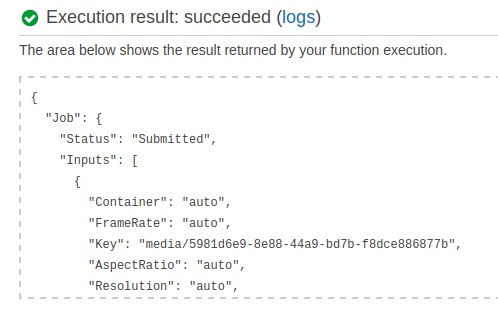 Execution result: succeeded (logs)
The area below shows the result returned by your function execution.
{
  "Job": {
    "Status": "Submitted",
    "Inputs": [
      {
        "Container": "auto",
        "FrameRate": "auto",
        "Key": "media/5981d6e9-8e88-44a9-bd7b-f8dce886877b",
        "AspectRatio": "auto",
        "Resolution": "auto",